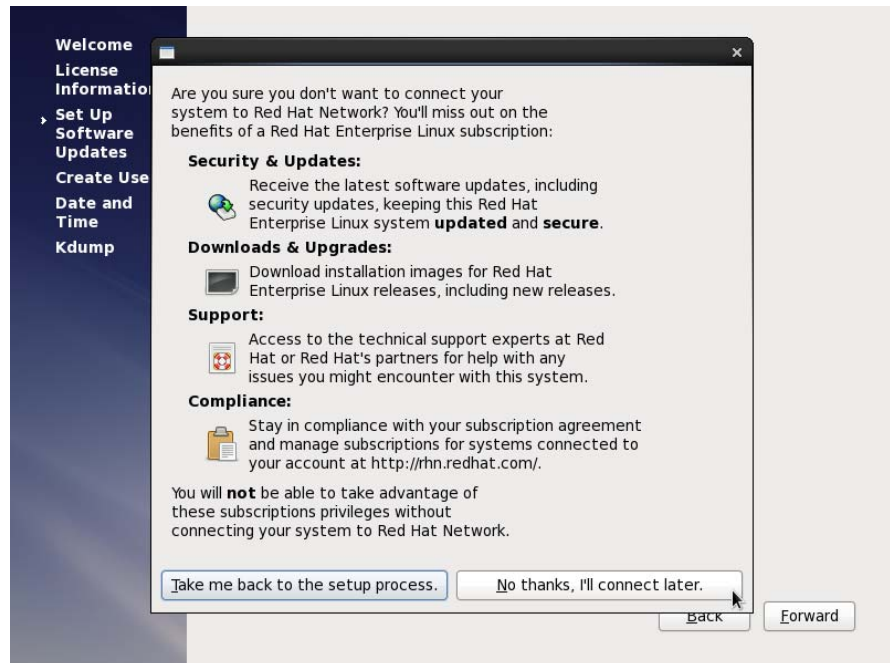 Welcome
License
Informatio
Set Up
Software
Updates
Create Use
Date and
Time
Kdump
Are you sure you don't want to connect your
system to Red Hat Network? You'll miss out on the
benefits of a Red Hat Enterprise Linux subscription:
Security & Updates:
Receive the latest software updates, including
security updates, keeping this Red Hat
Enterprise Linux system updated and secure.
Downloads & Upgrades:
Download installation images for Red Hat
Enterprise Linux releases, including new releases.
Support:
Access to the technical support experts at Red
Hat or Red Hat's partners for help with any
issues you might encounter with this system.
Compliance:
Stay in compliance with your subscription agreement
and manage subscriptions for systems connected to
your account at http://rhn.redhat.com/.
You will not be able to take advantage of
these subscriptions privileges without
connecting your system to Red Hat Network.
Take me back to the setup process.
No thanks, I'll connect later.
Back
Forward